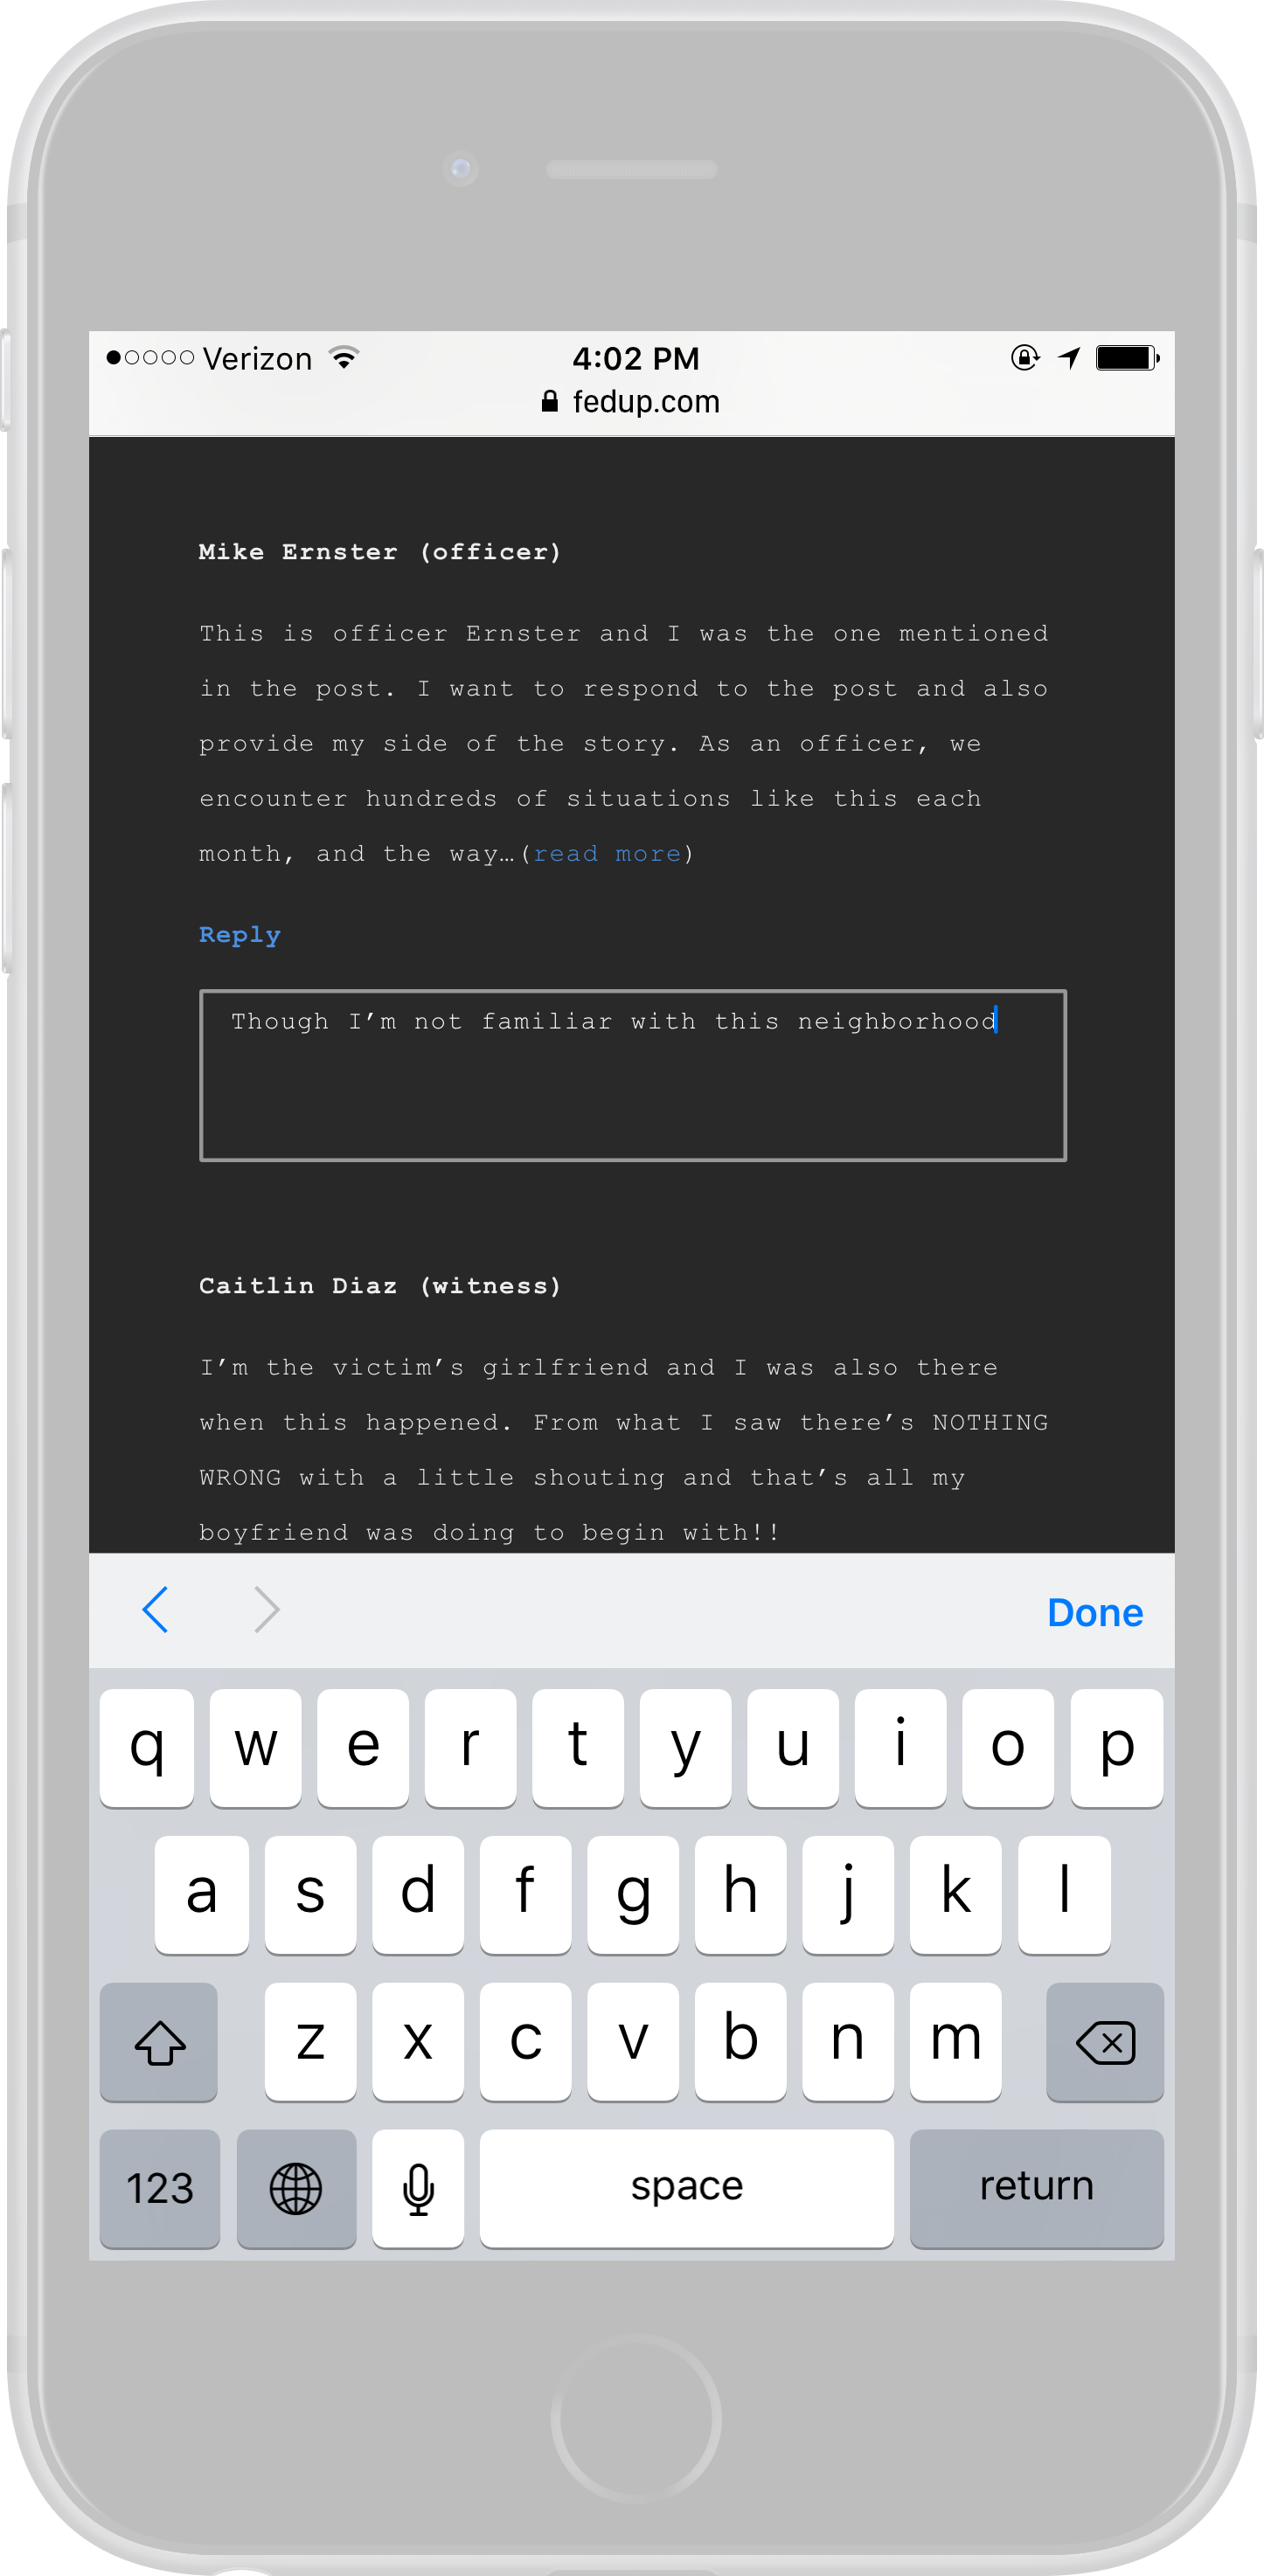 Verizon 4:02 PM
fedup.com
Mike Ernster (officer)
This is officer Ernster and I was the one mentioned
in the post. I want to respond to the post and also
provide my side of the story. As an officer, we
encounter hundreds of situations like this each
month, and the way…(read more)
Reply
Though I’m not familiar with this neighborhood
Caitlin Diaz (witness)
I’m the victim’s girlfriend and I was also there
when this happened. From what I saw there’s NOTHING
WRONG with a little shouting and that’s all my
boyfriend was doing to begin with!!
Done
q w e r t y u i o p
a s d f g h j k l
z x c v b n m
123 space return